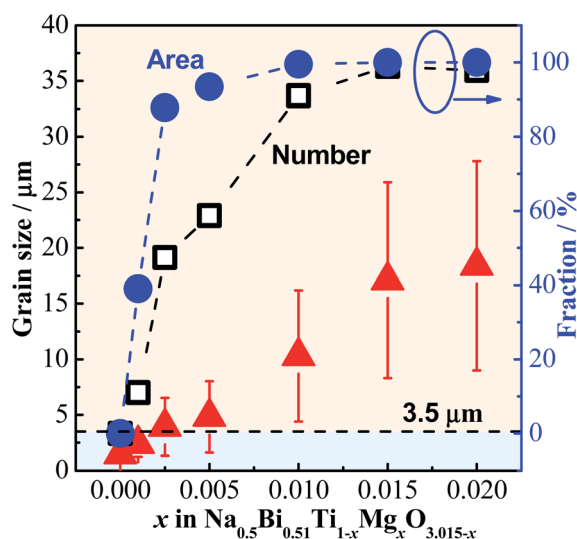 40
35
30
25
20
15
10
5
0
Grain size / μm
Area
Number
3.5 μm
100
80
60
40
20
0
Fraction / %
0.000 0.005 0.010 0.015 0.020
x in Na0.5Bi0.51Ti1-xMgxO3.015-x